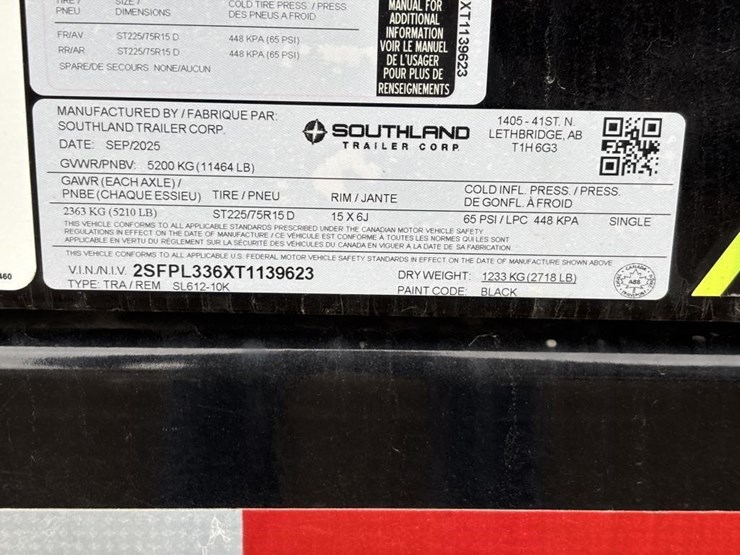 TIRE /
PNEU
SIZE /
DIMENSIONS
COLD TIRE PRESS. / PRESS
DES PNEUS A FROID
FR/AV ST225/75R15 D 448 KPA (65 PSI)
RR/AR ST225/75R15 D 448 KPA (65 PSI)
SPARE/DE SECOURS NONE/AUCUN
MANUAL FOR
ADDITIONAL
INFORMATION
VOIR LE MANUEL
DE L'USAGER
POUR PLUS DE
RENSEIGNEMENTS
XT1139623
MANUFACTURED BY / FABRIQUE PAR:
SOUTHLAND TRAILER CORP.
DATE: SEP/2025
GVWR/PNBV: 5200 KG (11464 LB)
SOUTHLAND
TRAILER CORP.
1405 - 41 ST. N.
LETHBRIDGE, AB
T1H 6G3
GAWR (EACH AXLE) /
PNBE (CHAQUE ESSIEU) TIRE / PNEU RIM / JANTE
COLD INFL. PRESS. / PRESS.
DE GONFL. À FROID
2363 KG (5210 LB) ST225/75R15 D 15 X 6J 65 PSI / LPC 448 KPA SINGLE
THIS VEHICLE CONFORMS TO ALL APPLICABLE STANDARDS PRESCRIBED UNDER THE CANADIAN MOTOR VEHICLE SAFETY
REGULATIONS IN EFFECT ON THE DATE OF MANUFACTURE / CE VÉHICULE EST CONFORME À TOUTES LES NORMES QUI LES SONT
APPLICABLE EN VERTU DU RÈGLEMENT SUR LA SÉCURITÉ DES VÉHICULES DU CANADA EN VIGUER À LA DATE DE SA FABRICATION
THIS VEHICLE CONFORMS TO ALL APPLICABLE U.S. FEDERAL MOTOR VEHICLE SAFETY STANDARDS IN EFFECT ON THE DATE OF MANUFACTURE SHOWN ABOVE
V.I.N./N.I.V. 2SFPL336XT1139623 DRY WEIGHT: 1233 KG (2718 LB)
TYPE: TRA / REM SL612-10K PAINT CODE: BLACK
CANADA
460